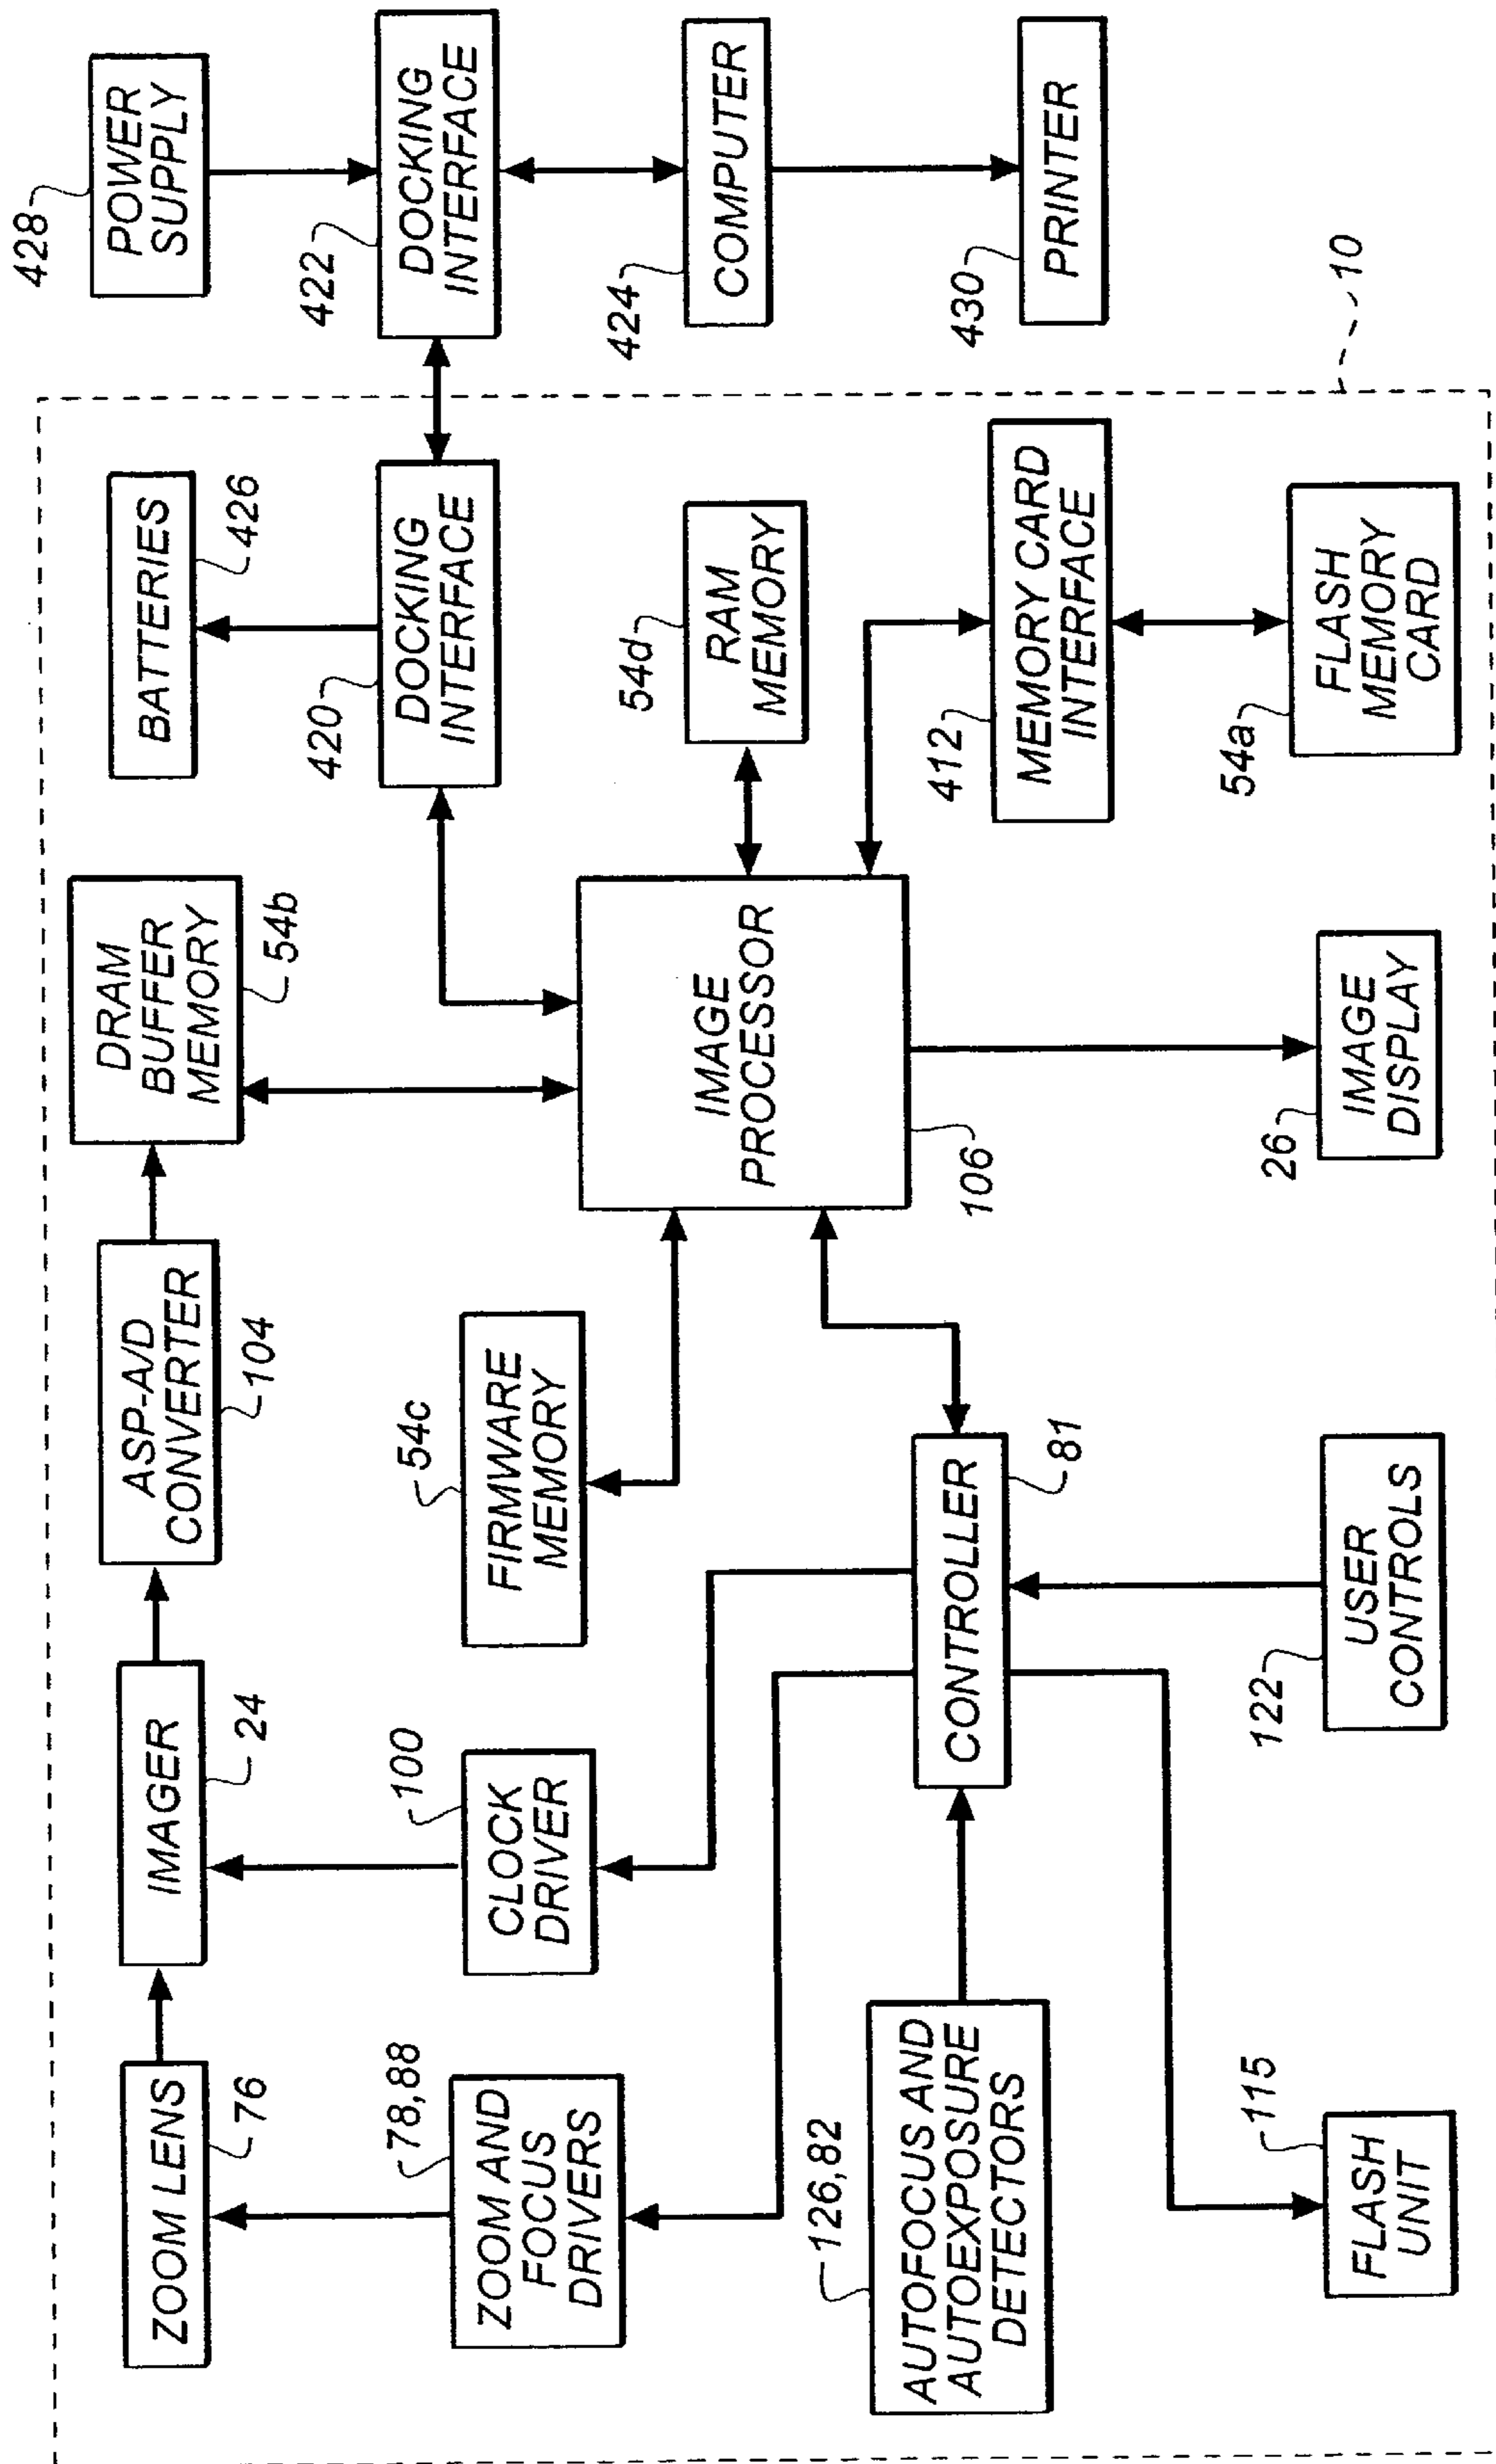 ZOOM LENS
76
IMAGER
24
ASP-A/D
CONVERTER
104
DRAM
BUFFER
MEMORY
54b
BATTERIES
426
POWER
SUPPLY
428
78,88
ZOOM AND
FOCUS
DRIVERS
100
CLOCK
DRIVER
54c
FIRMWARE
MEMORY
420
DOCKING
INTERFACE
422
DOCKING
INTERFACE
IMAGE
PROCESSOR
106
54d
RAM
MEMORY
424
COMPUTER
126,82
AUTOFOCUS AND
AUTOEXPOSURE
DETECTORS
CONTROLLER
81
412
MEMORY CARD
INTERFACE
430
PRINTER
115
FLASH
UNIT
122
USER
CONTROLS
26
IMAGE
DISPLAY
54a
FLASH
MEMORY
CARD
10